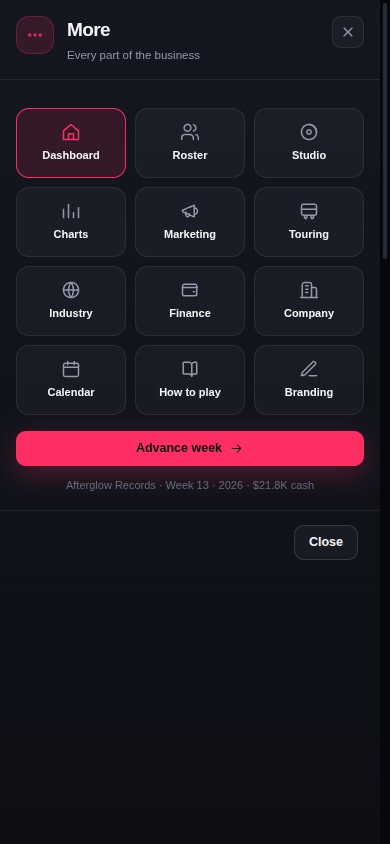 More
Every part of the business
Dashboard
Roster
Studio
Charts
Marketing
Touring
Industry
Finance
Company
Calendar
How to play
Branding
Advance week →
Afterglow Records · Week 13 · 2026 · $21.8K cash
Close